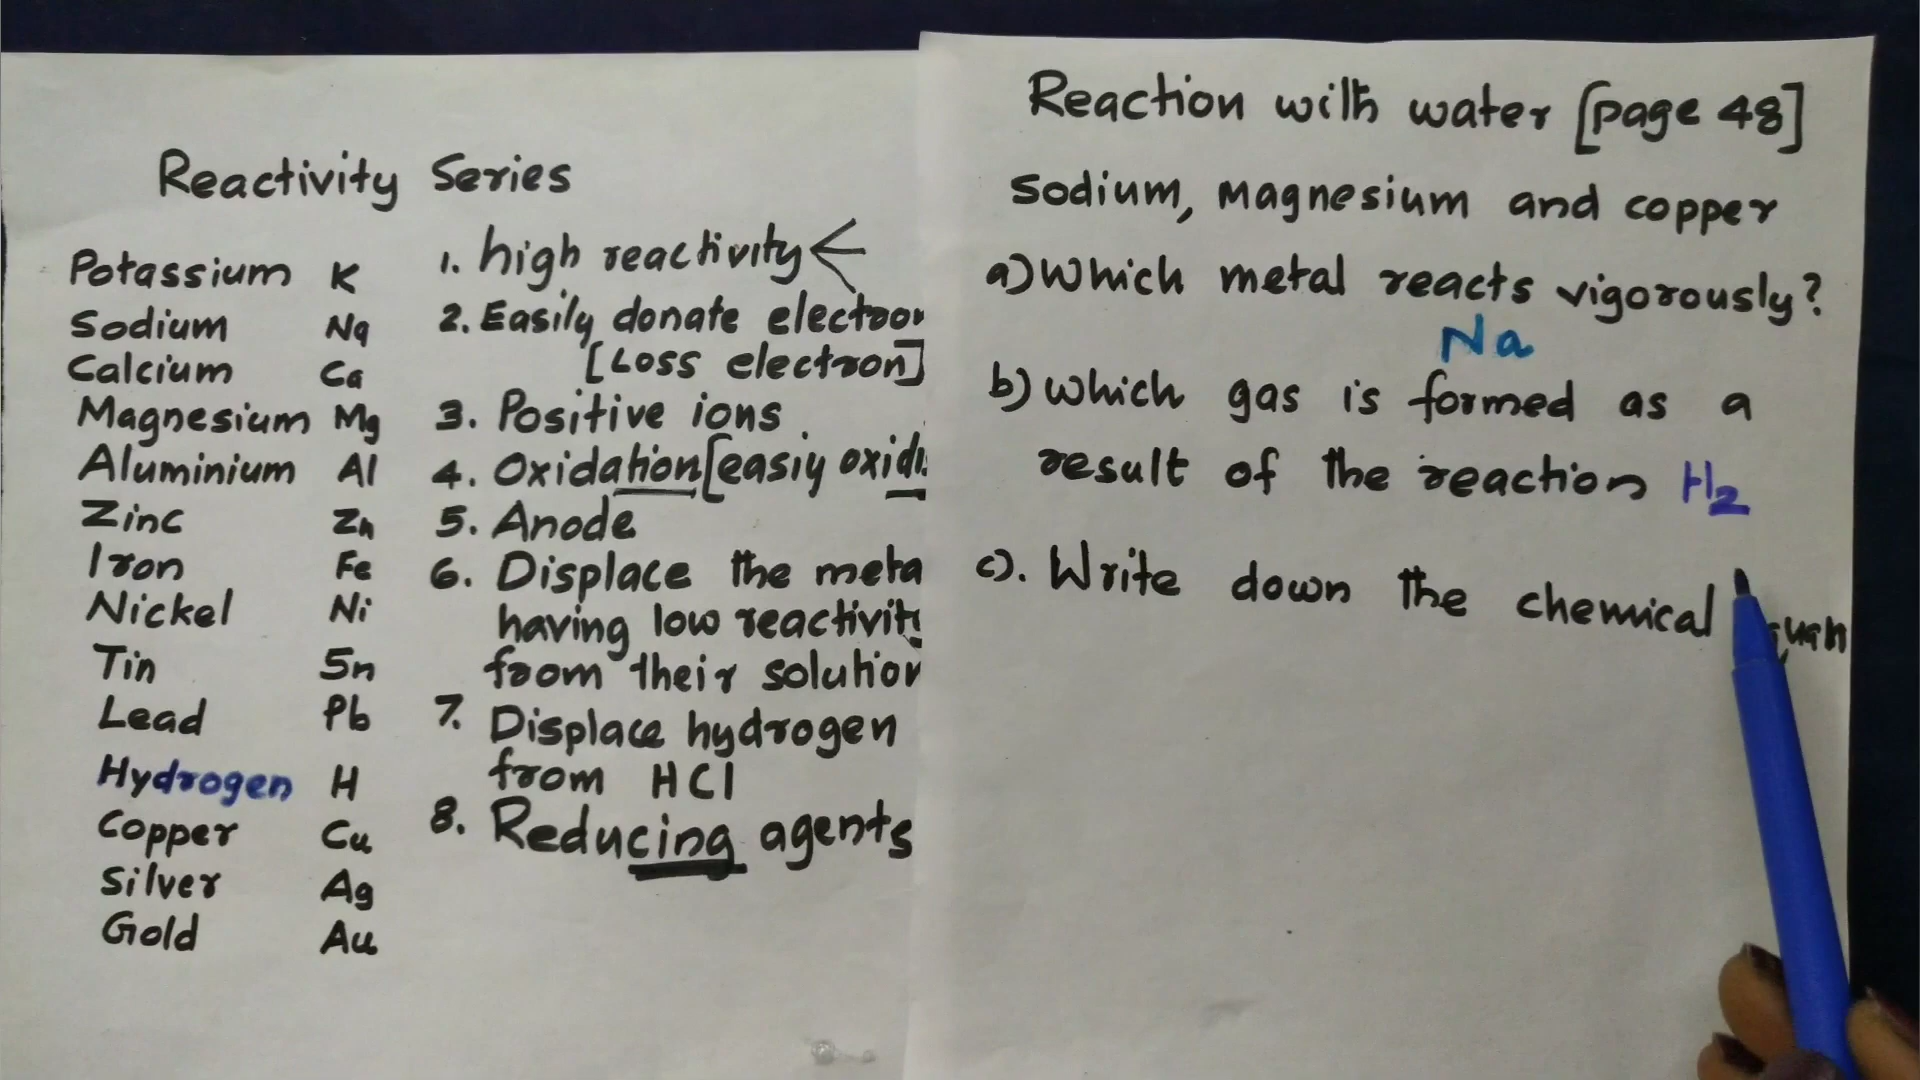 Reactivity Series
Potassium K
Sodium Na
Calcium Ca
Magnesium Mg
Aluminium Al
Zinc Zn
Iron Fe
Nickel Ni
Tin Sn
Lead Pb
Hydrogen H
Copper Cu
Silver Ag
Gold Au
1. high reactivity
2. Easily donate electron
[Loss electron]
3. Positive ions
4. Oxidation [easiy oxidi
5. Anode
6. Displace the meta
having low reactivity
from their solution
7. Displace hydrogen
from HCl
8. Reducing agents
Reaction with water [page 48]
Sodium, Magnesium and copper
a) Which metal reacts vigorously?
Na
b) which gas is formed as a
result of the reaction H2
c). Write down the chemical